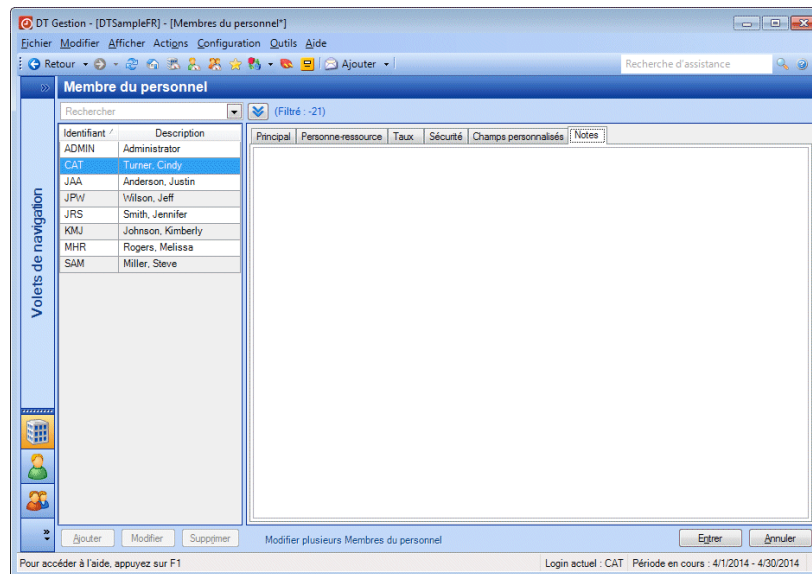 DT Gestion - [DTSampleFR] - [Membres du personnel*]
Fichier Modifier Afficher Actions Configuration Outils Aide
Retour Ajouter Recherche d'assistance
Membre du personnel
Rechercher (Filtré : -21)
Identifiant Description
Principal Personne-ressource Taux Sécurité Champs personnalisés Notes
ADMIN Administrator
CAT Turner, Cindy
JAA Anderson, Justin
JPW Wilson, Jeff
JRS Smith, Jennifer
KMJ Johnson, Kimberly
MHR Rogers, Melissa
SAM Miller, Steve
Volets de navigation
Ajouter Modifier Supprimer Modifier plusieurs Membres du personnel Entrer Annuler
Pour accéder à l'aide, appuyez sur F1 Login actuel : CAT Période en cours : 4/1/2014 - 4/30/2014